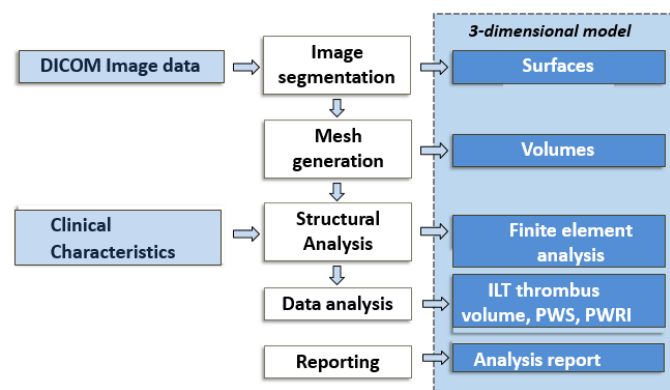 3-dimensional model
DICOM Image data
Image
segmentation
Surfaces
Mesh
generation
Volumes
Clinical
Characteristics
Structural
Analysis
Finite element
analysis
Data analysis
ILT thrombus
volume, PWS, PWRI
Reporting
Analysis report